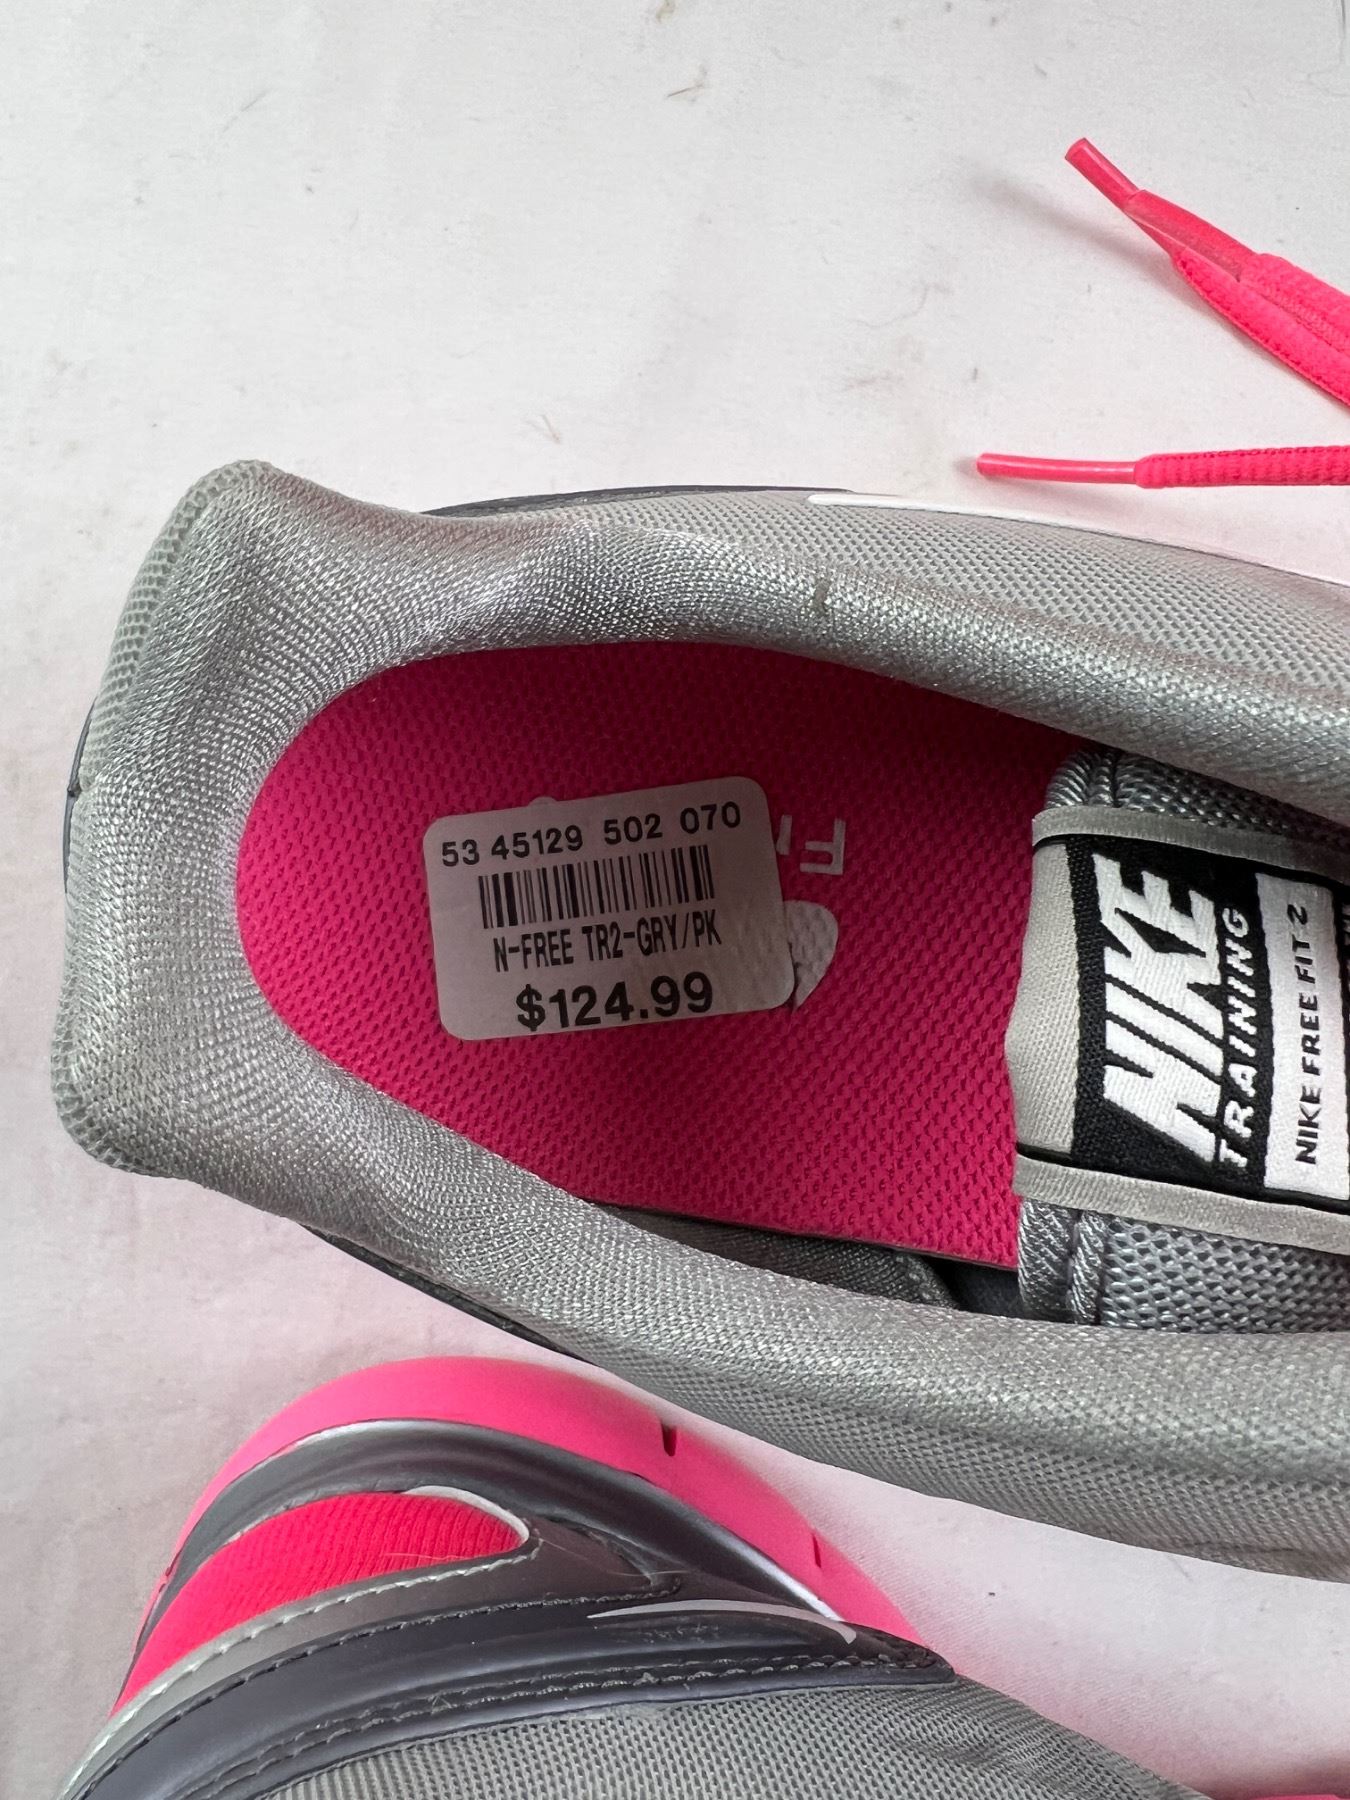 53 45129 502 070
N-FREE TR2-GRY/PK
$124.99
NIKE
TRAINING
NIKE FREE FIT 2